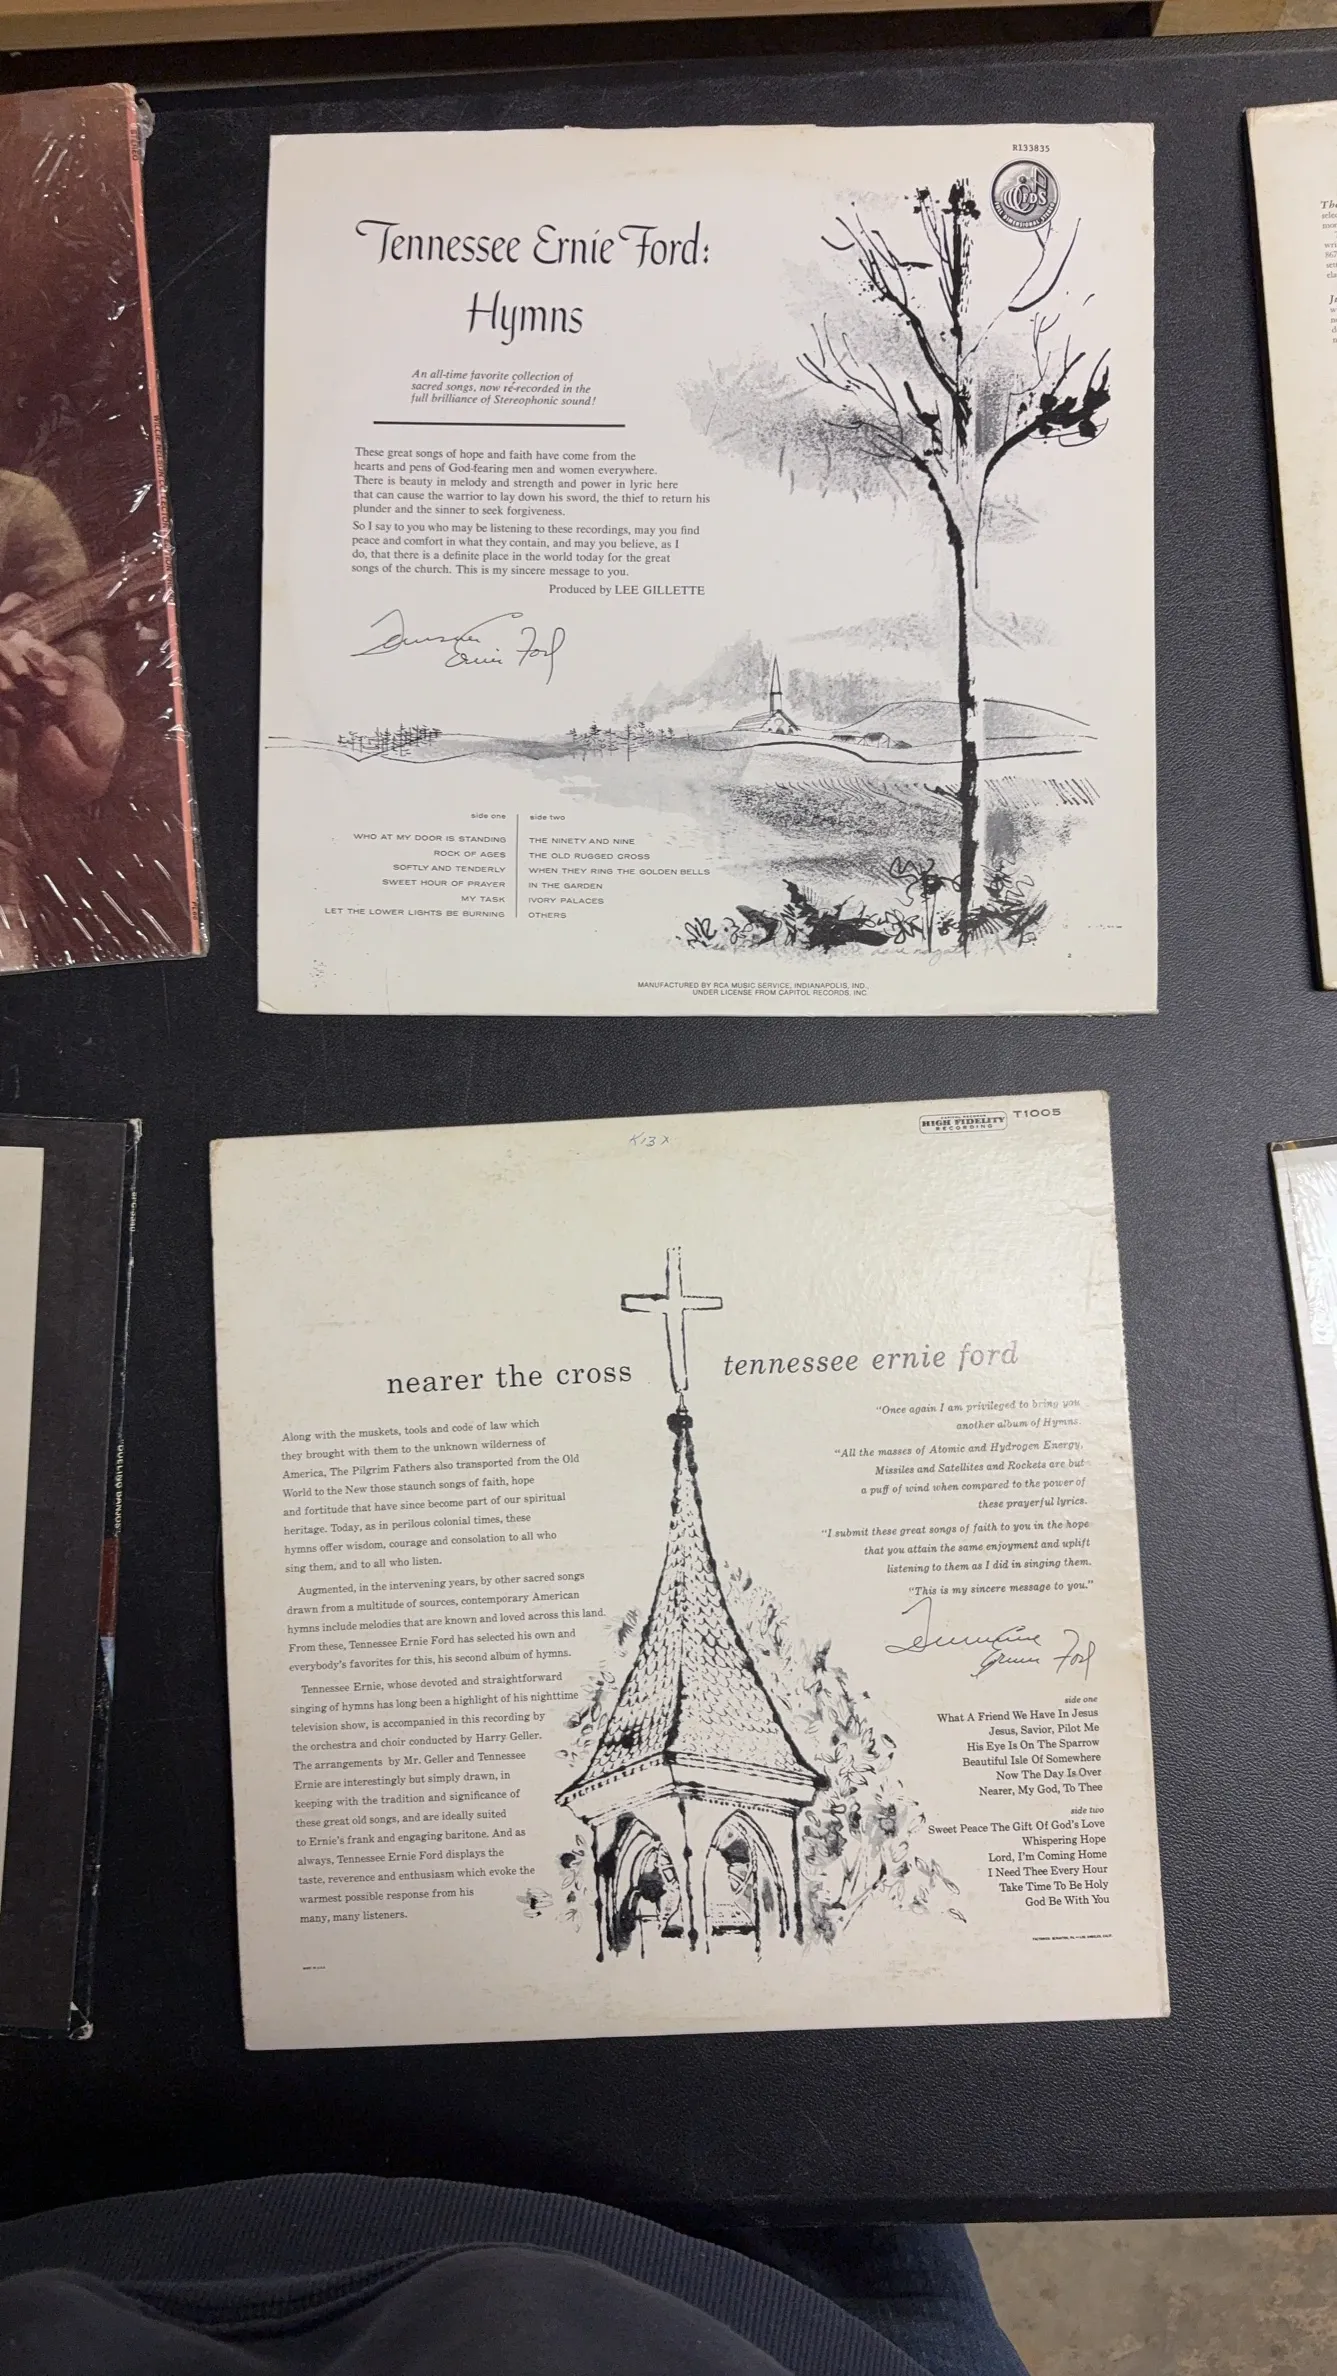 R133835
FDS
Tennessee Ernie Ford:
Hymns
An all-time favorite collection of
sacred songs, now re-recorded in the
full brilliance of Stereophonic sound!
These great songs of hope and faith have come from the
hearts and pens of God-fearing men and women everywhere.
There is beauty in melody and strength and power in lyric here
that can cause the warrior to lay down his sword, the thief to return his
plunder and the sinner to seek forgiveness.
So I say to you who may be listening to these recordings, may you find
peace and comfort in what they contain, and may you believe, as I
do, that there is a definite place in the world today for the great
songs of the church. This is my sincere message to you.
Produced by LEE GILLETTE
Tennessee
Ernie Ford
side one
WHO AT MY DOOR IS STANDING
ROCK OF AGES
SOFTLY AND TENDERLY
SWEET HOUR OF PRAYER
MY TASK
LET THE LOWER LIGHTS BE BURNING
side two
THE NINETY AND NINE
THE OLD RUGGED CROSS
WHEN THEY RING THE GOLDEN BELLS
IN THE GARDEN
IVORY PALACES
OTHERS
2
MANUFACTURED BY RCA MUSIC SERVICE, INDIANAPOLIS, IND.,
UNDER LICENSE FROM CAPITOL RECORDS, INC.
STEREO
WILLIE NELSON
K13X
CAPITOL RECORDS
HIGH FIDELITY
RECORDING
T1005
nearer the cross
tennessee ernie ford
Along with the muskets, tools and code of law which
they brought with them to the unknown wilderness of
America, The Pilgrim Fathers also transported from the Old
World to the New those staunch songs of faith, hope
and fortitude that have since become part of our spiritual
heritage. Today, as in perilous colonial times, these
hymns offer wisdom, courage and consolation to all who
sing them, and to all who listen.
Augmented, in the intervening years, by other sacred songs
drawn from a multitude of sources, contemporary American
hymns include melodies that are known and loved across this land.
From these, Tennessee Ernie Ford has selected his own and
everybody's favorites for this, his second album of hymns.
Tennessee Ernie, whose devoted and straightforward
singing of hymns has long been a highlight of his nighttime
television show, is accompanied in this recording by
the orchestra and choir conducted by Harry Geller.
The arrangements by Mr. Geller and Tennessee
Ernie are interestingly but simply drawn, in
keeping with the tradition and significance of
these great old songs, and are ideally suited
to Ernie's frank and engaging baritone. And as
always, Tennessee Ernie Ford displays the
taste, reverence and enthusiasm which evoke the
warmest possible response from his
many, many listeners.
"Once again I am privileged to bring you
another album of Hymns.
"All the masses of Atomic and Hydrogen Energy,
Missiles and Satellites and Rockets are but
a puff of wind when compared to the power of
these prayerful lyrics.
"I submit these great songs of faith to you in the hope
that you attain the same enjoyment and uplift
listening to them as I did in singing them.
"This is my sincere message to you."
Tennessee
Ernie Ford
side one
What A Friend We Have In Jesus
Jesus, Savior, Pilot Me
His Eye Is On The Sparrow
Beautiful Isle Of Somewhere
Now The Day Is Over
Nearer, My God, To Thee
side two
Sweet Peace The Gift Of God's Love
Whispering Hope
Lord, I'm Coming Home
I Need Thee Every Hour
Take Time To Be Holy
God Be With You
"DUELING BANJOS"